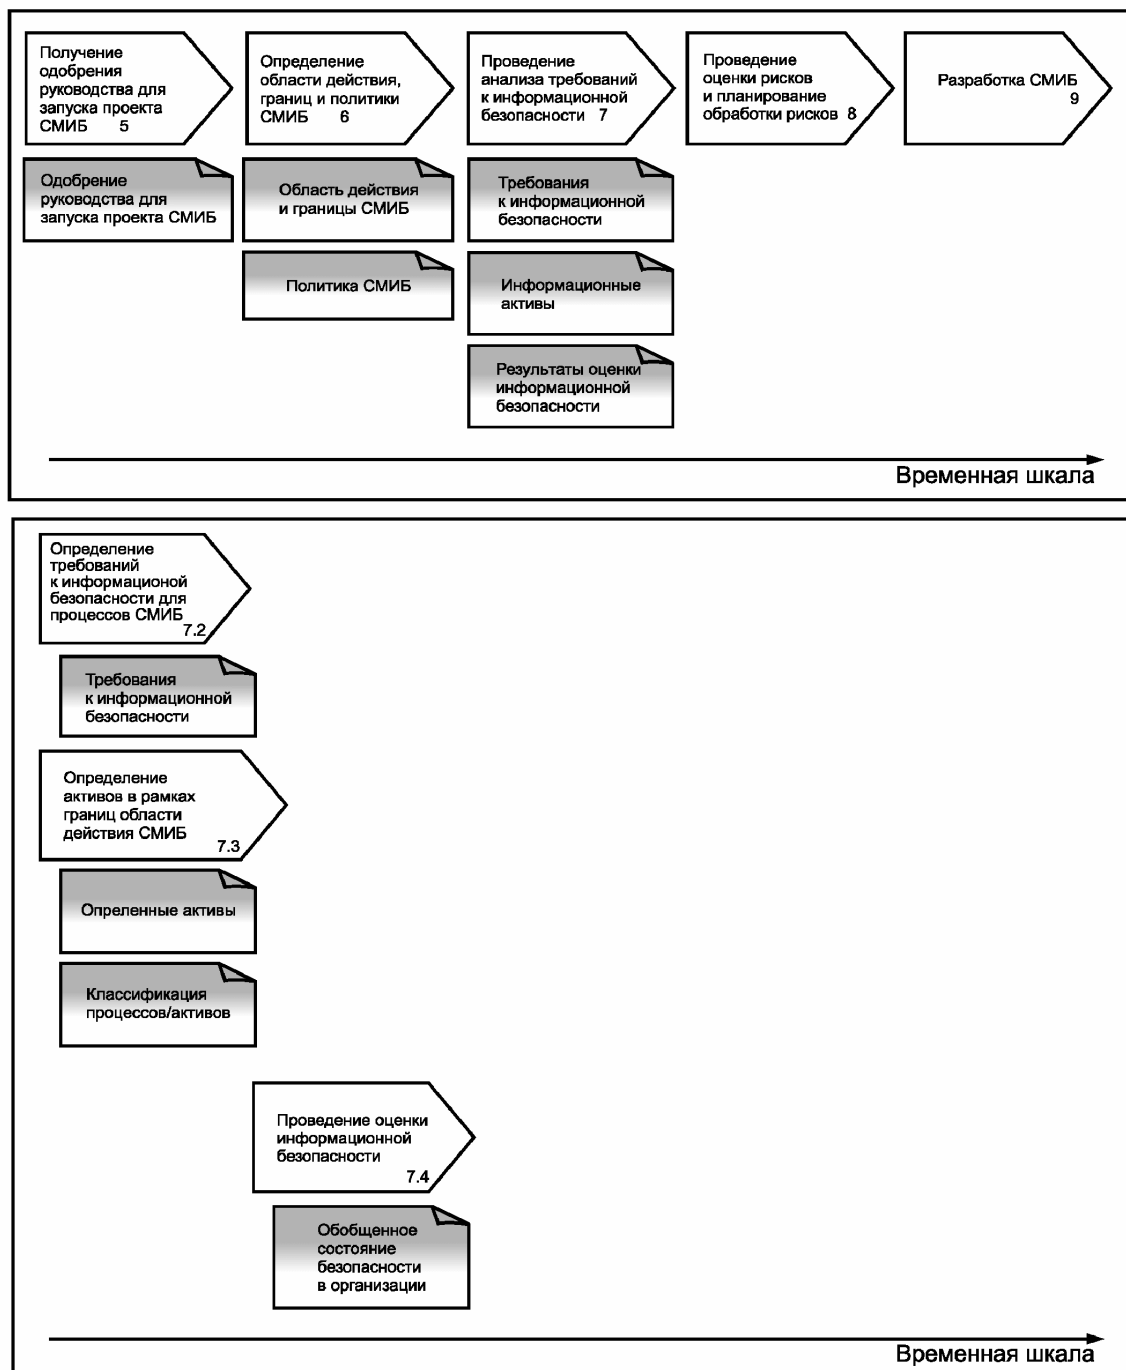 Получение
одобрения
руководства для
запуска проекта
СМИБ 5
Определение
области действия,
границ и политики
СМИБ 6
Проведение
анализа требований
к информационной
безопасности 7
Проведение
оценки рисков
и планирование
обработки рисков 8
Разработка СМИБ
9
Одобрение
руководства для
запуска проекта СМИБ
Область действия
и границы СМИБ
Требования
к информационной
безопасности
Политика СМИБ
Информационные
активы
Результаты оценки
информационной
безопасности
Временная шкала
Определение
требований
к информационой
безопасности для
процессов СМИБ
7.2
Требования
к информационной
безопасности
Определение
активов в рамках
границ области
действия СМИБ
7.3
Опреленные активы
Классификация
процессов/активов
Проведение оценки
информационной
безопасности
7.4
Обобщенное
состояние
безопасности
в организации
Временная шкала